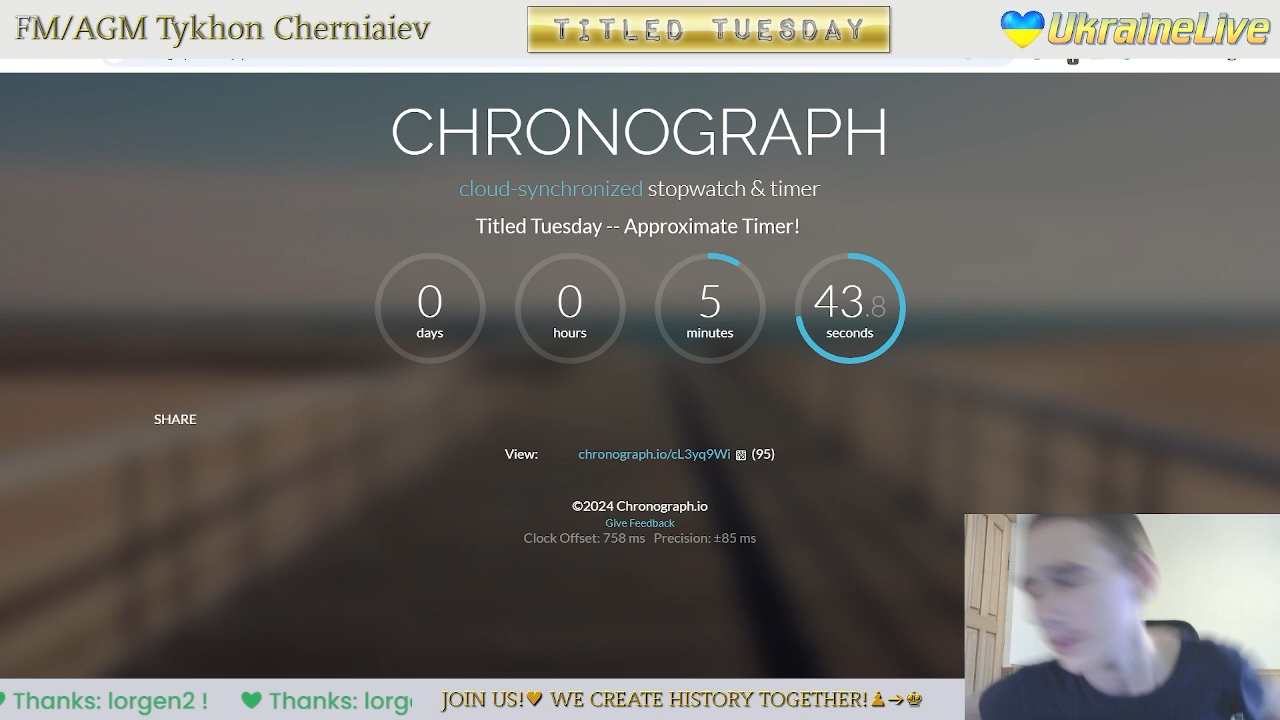 FM/AGM Tykhon Cherniaiev
TITLED TUESDAY
UkraineLive
CHRONOGRAPH
cloud-synchronized stopwatch & timer
Titled Tuesday -- Approximate Timer!
0 0 5 43.8
days hours minutes seconds
SHARE
View: chronograph.io/cL3yq9Wi (95)
©2024 Chronograph.io
Give Feedback
Clock Offset: 758 ms Precision: ±85 ms
Thanks: lorgen2 ! Thanks: lorg
JOIN US!🧡 WE CREATE HISTORY TOGETHER!♟➔♚